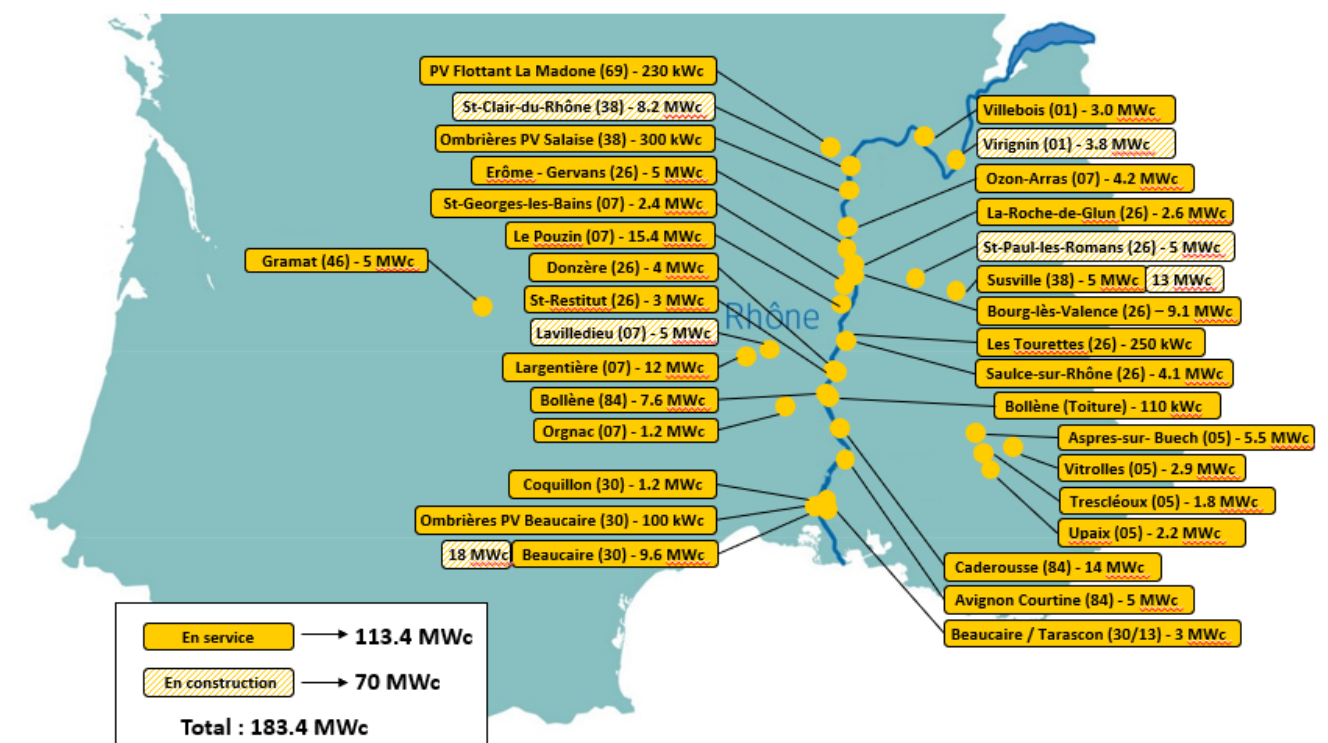 PV Flottant La Madone (69) - 230 kWc
St-Clair-du-Rhône (38) - 8.2 MWc
Ombrières PV Salaise (38) - 300 kWc
Erôme - Gervans (26) - 5 MWc
St-Georges-les-Bains (07) - 2.4 MWc
Le Pouzin (07) - 15.4 MWc
Gramat (46) - 5 MWc
Donzère (26) - 4 MWc
St-Restitut (26) - 3 MWc
Lavilledieu (07) - 5 MWc
Largentière (07) - 12 MWc
Bollène (84) - 7.6 MWc
Orgnac (07) - 1.2 MWc
Coquillon (30) - 1.2 MWc
Ombrières PV Beaucaire (30) - 100 kWc
18 MWc
Beaucaire (30) - 9.6 MWc
Rhône
Villebois (01) - 3.0 MWc
Virignin (01) - 3.8 MWc
Ozon-Arras (07) - 4.2 MWc
La-Roche-de-Glun (26) - 2.6 MWc
St-Paul-les-Romans (26) - 5 MWc
Susville (38) - 5 MWc
13 MWc
Bourg-lès-Valence (26) – 9.1 MWc
Les Tourettes (26) - 250 kWc
Saulce-sur-Rhône (26) - 4.1 MWc
Bollène (Toiture) - 110 kWc
Aspres-sur- Buech (05) - 5.5 MWc
Vitrolles (05) - 2.9 MWc
Trescléoux (05) - 1.8 MWc
Upaix (05) - 2.2 MWc
Caderousse (84) - 14 MWc
Avignon Courtine (84) - 5 MWc
Beaucaire / Tarascon (30/13) - 3 MWc
En service 113.4 MWc
En construction 70 MWc
Total : 183.4 MWc